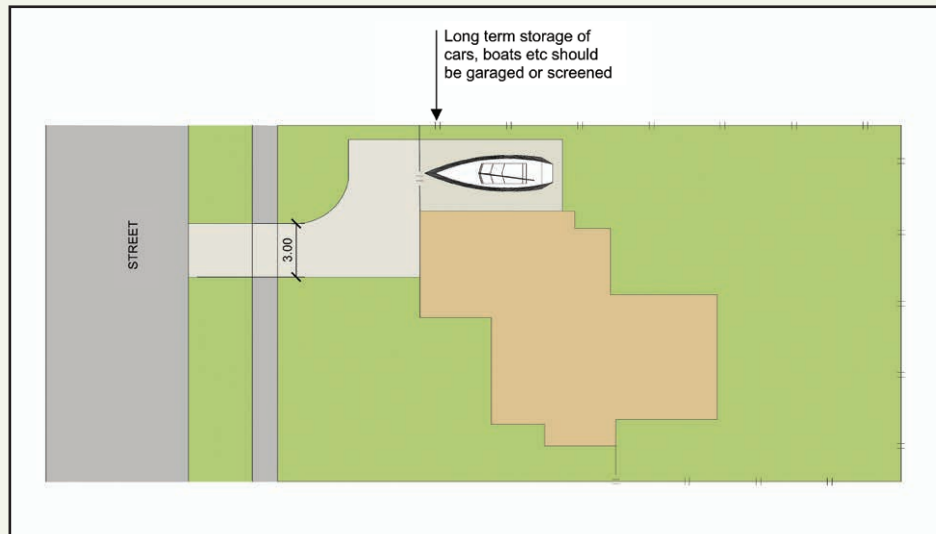 Long term storage of
cars, boats etc should
be garaged or screened
STREET
3.00